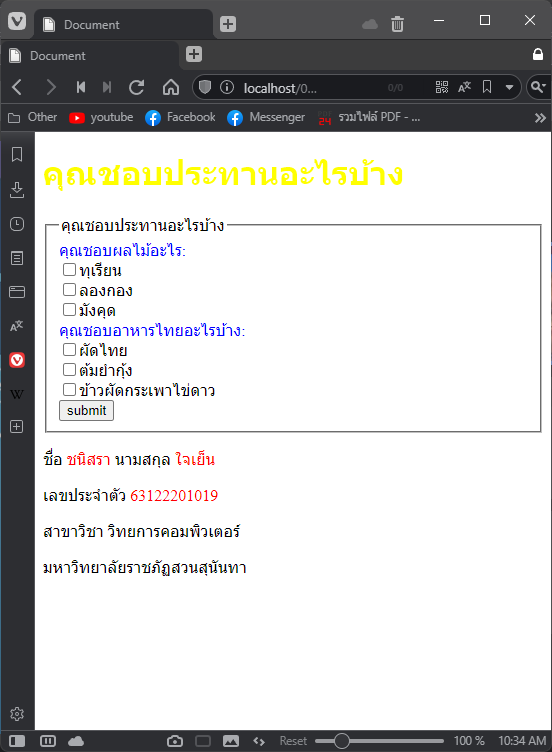 Document
Document
localhost/0...
0/0
Other
youtube
Facebook
Messenger
24
รวมไฟล์ PDF - ...
คุณชอบประทานอะไรบ้าง
คุณชอบประทานอะไรบ้าง
คุณชอบผลไม้อะไร:
ทุเรียน
ลองกอง
มังคุด
คุณชอบอาหารไทยอะไรบ้าง:
ผัดไทย
ต้มยำกุ้ง
ข้าวผัดกระเพาไข่ดาว
submit
ชื่อ ชนิสรา นามสกุล ใจเย็น
เลขประจำตัว 63122201019
สาขาวิชา วิทยการคอมพิวเตอร์
มหาวิทยาลัยราชภัฏสวนสุนันทา
Reset
100 %
10:34 AM